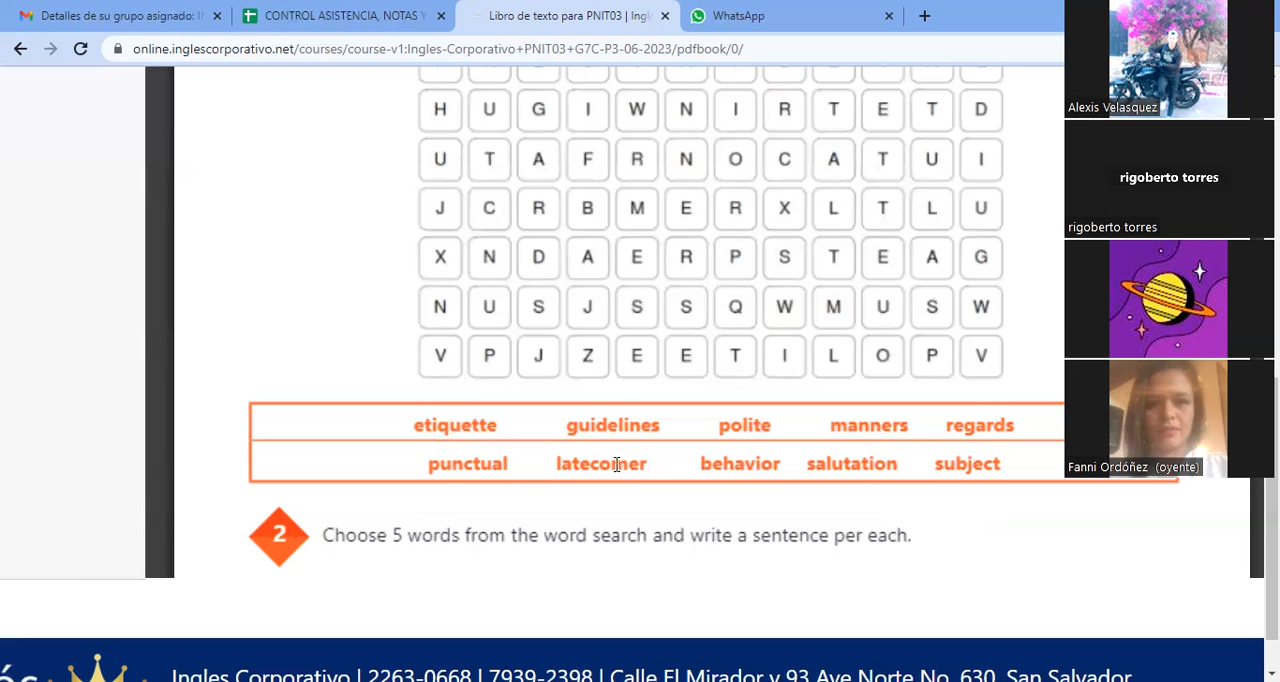 Detalles de su grupo asignado: I
CONTROL ASISTENCIA, NOTAS Y
Libro de texto para PNIT03 | Ingl
WhatsApp
online.inglescorporativo.net/courses/course-v1:Ingles-Corporativo+PNIT03+G7C-P3-06-2023/pdfbook/0/
H U G I W N I R T E T D
U T A F R N O C A T U I
J C R B M E R X L T L U
X N D A E R P S T E A G
N U S J S S Q W M U S W
V P J Z E E T I L O P V
etiquette guidelines polite manners regards
punctual latecomer behavior salutation subject
2 Choose 5 words from the word search and write a sentence per each.
Ingles Corporativo | 2263-0668 | 7939-2398 | Calle El Mirador y 93 Ave Norte No. 630, San Salvador
Alexis Velasquez
rigoberto torres
rigoberto torres
Fanni Ordóñez (oyente)